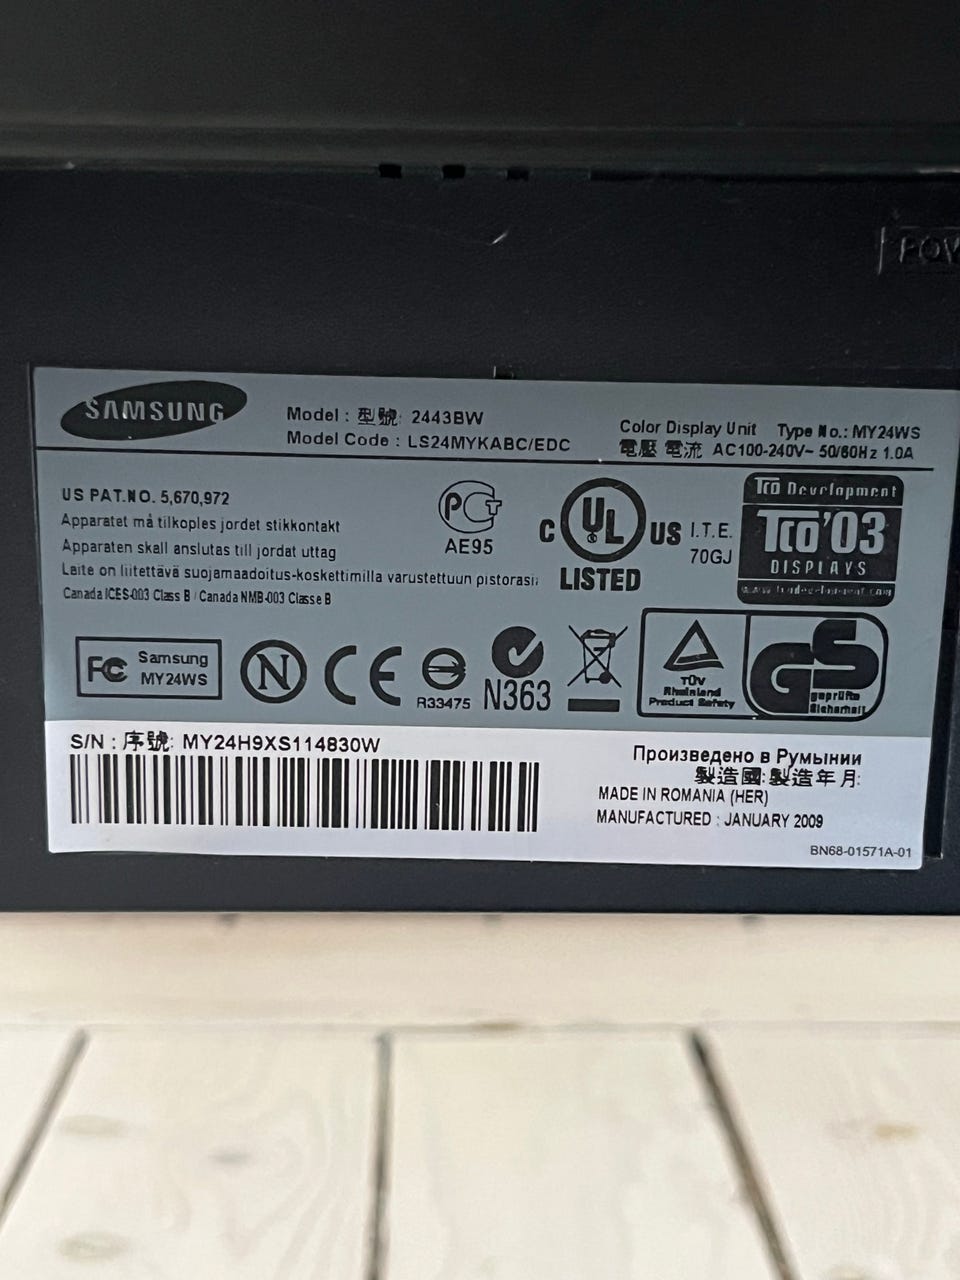 POW
SAMSUNG
Model : 型號: 2443BW
Model Code : LS24MYKABC/EDC
Color Display Unit Type No.: MY24WS
電壓 電流 AC100-240V~ 50/60Hz 1.0A
US PAT.NO. 5,670,972
Apparatet må tilkoples jordet stikkontakt
Apparaten skall anslutas till jordat uttag
Laite on liitettävä suojamaadoitus-koskettimilla varustettuun pistorasii;
Canada ICES-003 Class B / Canada NMB-003 Classe B
PCT
AE95
C UL US
LISTED
I.T.E.
70GJ
TCO Development
TCO'03
DISPLAYS
www.tcodevelopment.com
FC Samsung
MY24WS
N
CE
R33475
N363
TÜV
Rheinland
Product Safety
GS
geprüfte
Sicherheit
S/N : 序號: MY24H9XS114830W
Произведено в Румынии
製造國:製造年月:
MADE IN ROMANIA (HER)
MANUFACTURED : JANUARY 2009
BN68-01571A-01